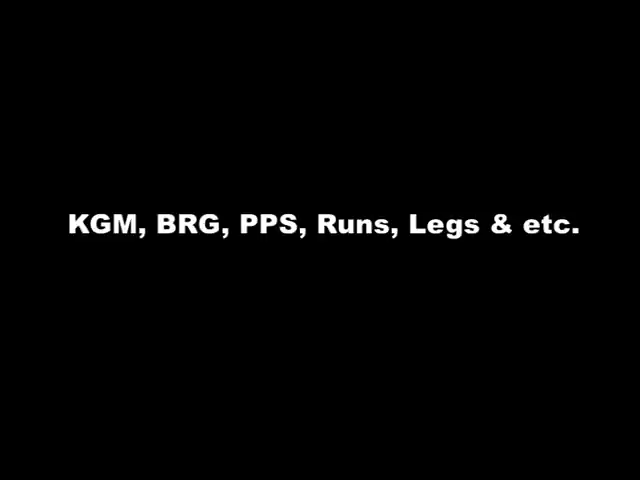 KGM, BRG, PPS, Runs, Legs & etc.